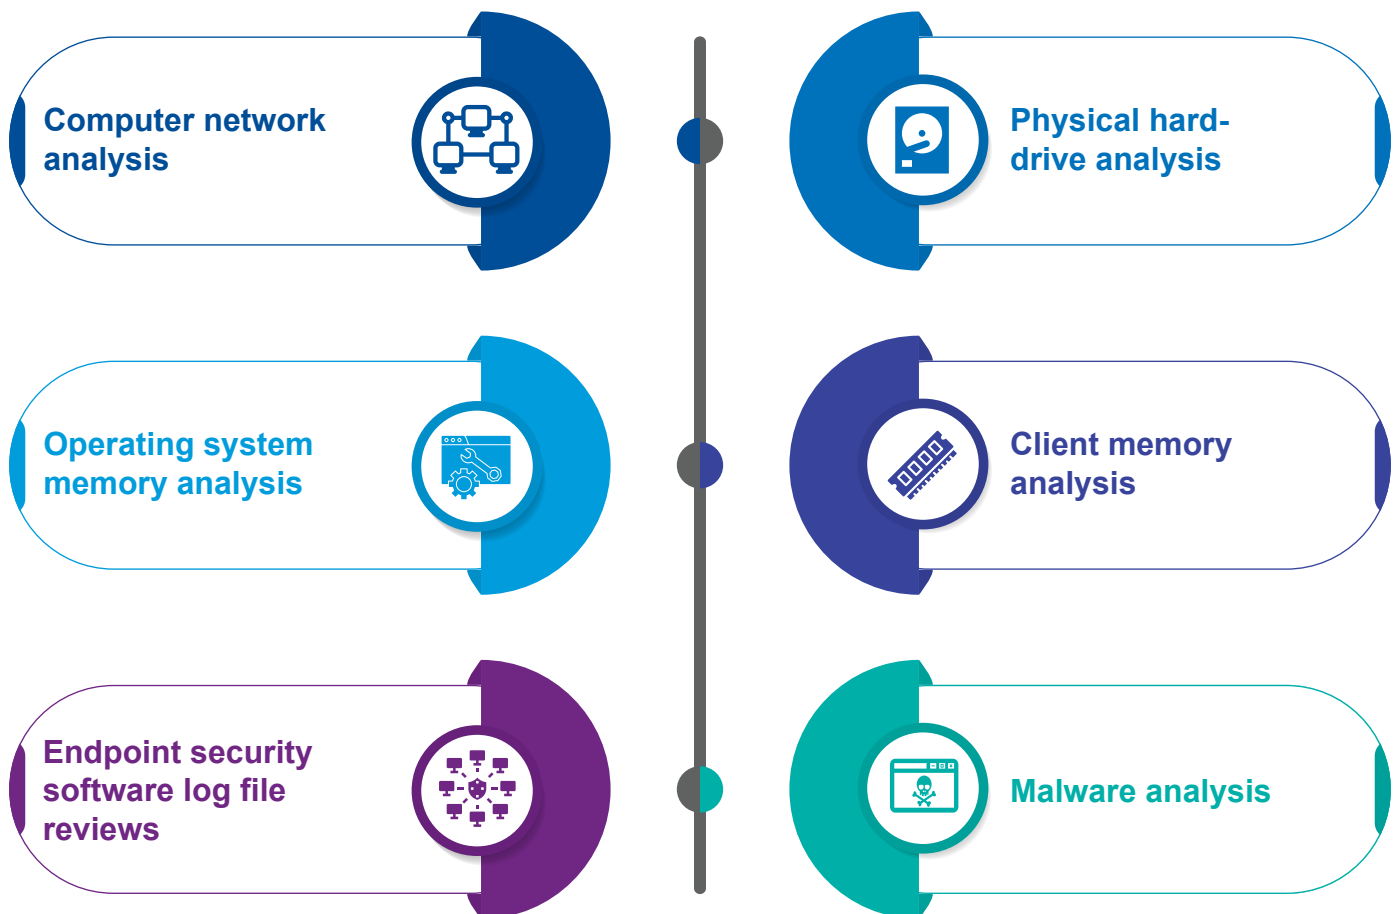 Computer network
analysis
Physical hard-
drive analysis
Operating system
memory analysis
Client memory
analysis
Endpoint security
software log file
reviews
Malware analysis